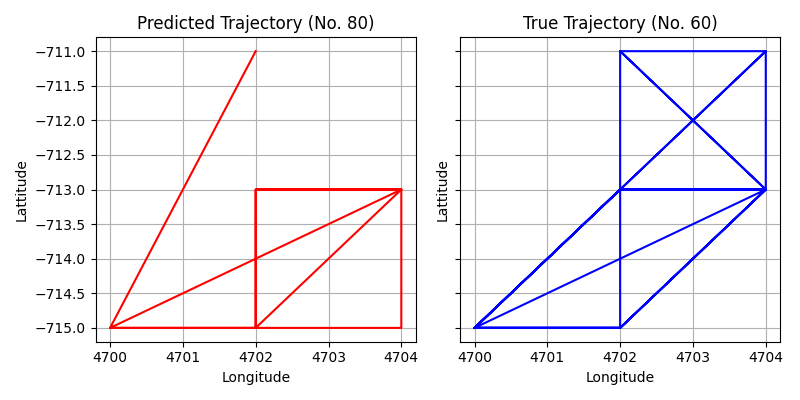 Predicted Trajectory (No. 80)
True Trajectory (No. 60)
−711.0
−711.5
−712.0
−712.5
−713.0
−713.5
−714.0
−714.5
−715.0
Lattitude
Lattitude
4700 4701 4702 4703 4704
4700 4701 4702 4703 4704
Longitude
Longitude